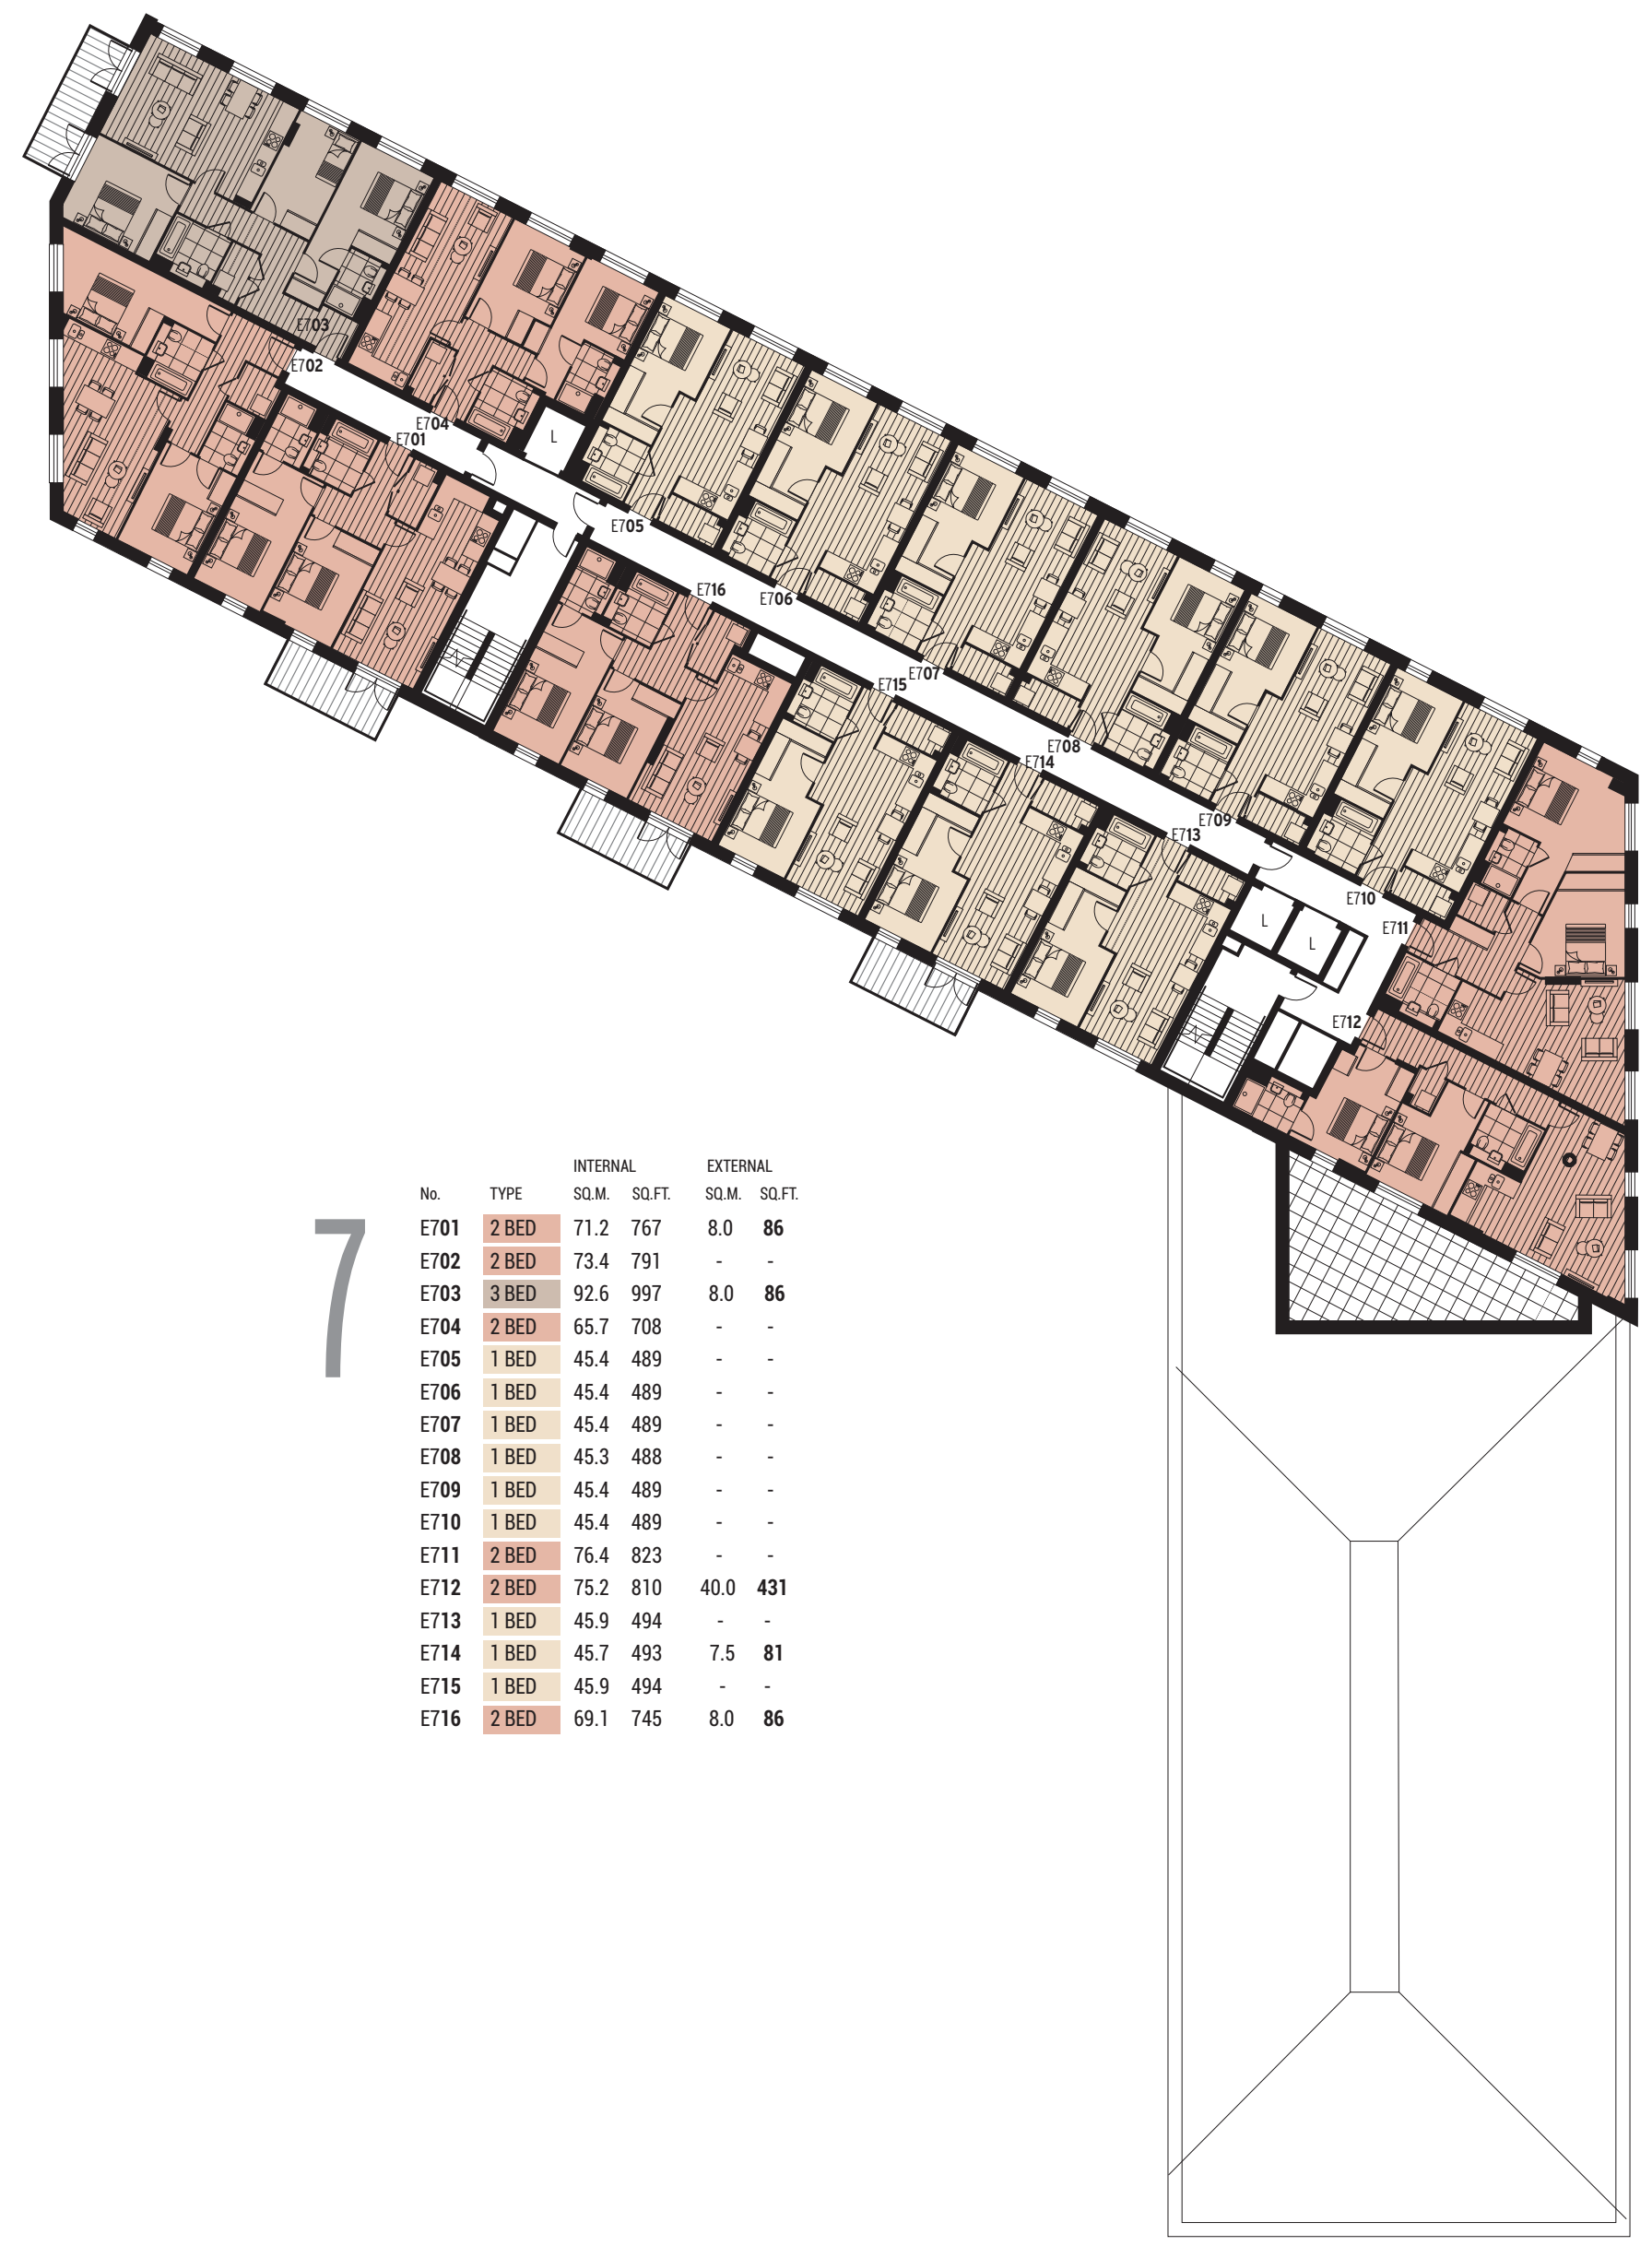 E703
E702
E704
E701
L
E705
E716
E706
E707
E715
E708
E714
E709
E713
E710
L
E711
L
E712
INTERNAL EXTERNAL
No. TYPE SQ.M. SQ.FT. SQ.M. SQ.FT.
7
E701 2 BED 71.2 767 8.0 86
E702 2 BED 73.4 791 - -
E703 3 BED 92.6 997 8.0 86
E704 2 BED 65.7 708 - -
E705 1 BED 45.4 489 - -
E706 1 BED 45.4 489 - -
E707 1 BED 45.4 489 - -
E708 1 BED 45.3 488 - -
E709 1 BED 45.4 489 - -
E710 1 BED 45.4 489 - -
E711 2 BED 76.4 823 - -
E712 2 BED 75.2 810 40.0 431
E713 1 BED 45.9 494 - -
E714 1 BED 45.7 493 7.5 81
E715 1 BED 45.9 494 - -
E716 2 BED 69.1 745 8.0 86